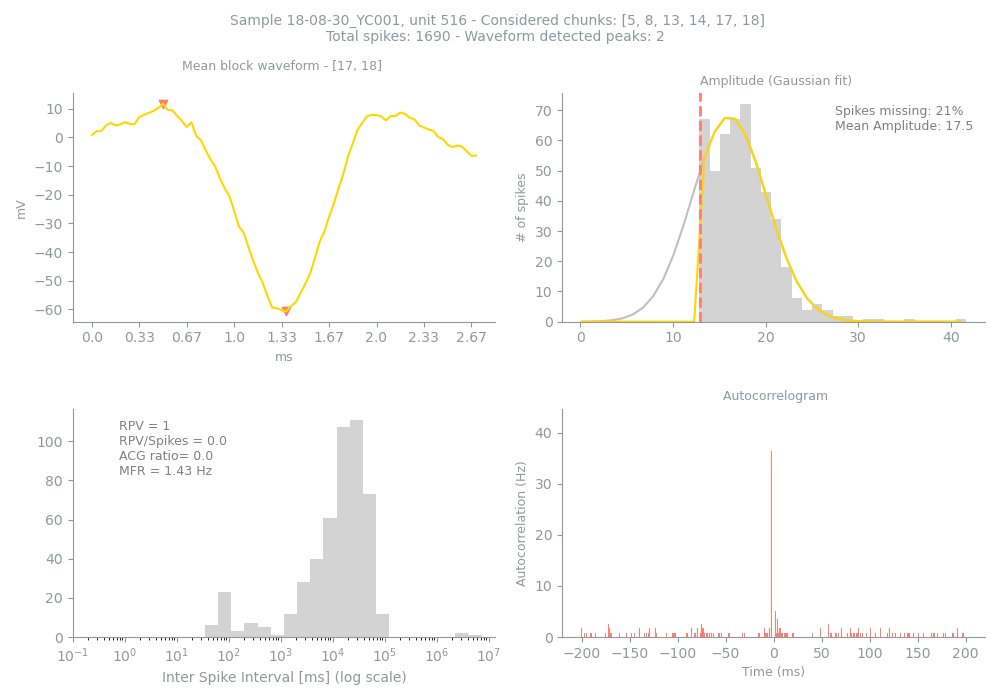 Sample 18-08-30_YC001, unit 516 - Considered chunks: [5, 8, 13, 14, 17, 18]
Total spikes: 1690 - Waveform detected peaks: 2
Mean block waveform - [17, 18]
10
0
−10
−20
−30
−40
−50
−60
mV
0.0 0.33 0.67 1.0 1.33 1.67 2.0 2.33 2.67
ms
Amplitude (Gaussian fit)
Spikes missing: 21%
Mean Amplitude: 17.5
70
60
50
40
30
20
10
0
# of spikes
0 10 20 30 40
RPV = 1
RPV/Spikes = 0.0
ACG ratio= 0.0
MFR = 1.43 Hz
100
80
60
40
20
0
10⁻¹ 10⁰ 10¹ 10² 10³ 10⁴ 10⁵ 10⁶ 10⁷
Inter Spike Interval [ms] (log scale)
Autocorrelogram
40
30
20
10
0
Autocorrelation (Hz)
−200 −150 −100 −50 0 50 100 150 200
Time (ms)